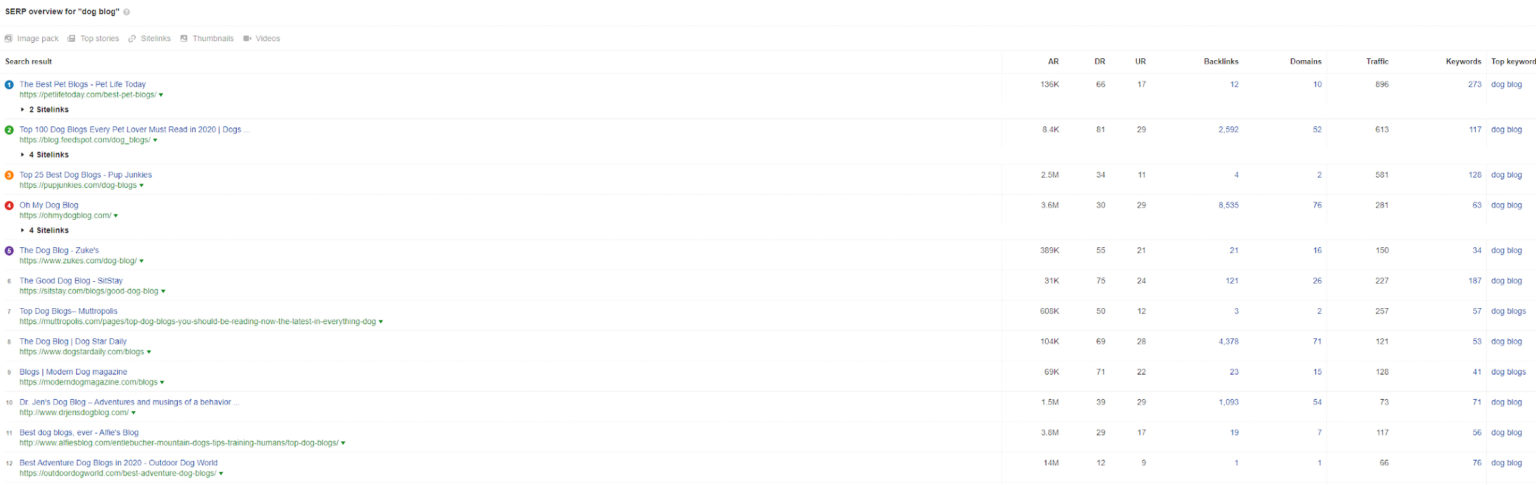 SERP overview for "dog blog" ?
Image pack Top stories Sitelinks Thumbnails Videos
Search result AR DR UR Backlinks Domains Traffic Keywords Top keyword
1 The Best Pet Blogs - Pet Life Today 136K 66 17 12 10 896 273 dog blog
https://petlifetoday.com/best-pet-blogs/
2 Sitelinks
2 Top 100 Dog Blogs Every Pet Lover Must Read in 2020 | Dogs ... 8.4K 81 29 2,592 52 613 117 dog blog
https://blog.feedspot.com/dog_blogs/
4 Sitelinks
3 Top 25 Best Dog Blogs - Pup Junkies 2.5M 34 11 4 2 581 128 dog blog
https://pupjunkies.com/dog-blogs
4 Oh My Dog Blog 3.6M 30 29 8,535 76 281 63 dog blog
https://ohmydogblog.com/
4 Sitelinks
5 The Dog Blog - Zuke's 389K 55 21 21 16 150 34 dog blog
https://www.zukes.com/dog-blog/
6 The Good Dog Blog - SitStay 31K 75 24 121 26 227 187 dog blog
https://sitstay.com/blogs/good-dog-blog
7 Top Dog Blogs– Muttropolis 608K 50 12 3 2 257 57 dog blogs
https://muttropolis.com/pages/top-dog-blogs-you-should-be-reading-now-the-latest-in-everything-dog
8 The Dog Blog | Dog Star Daily 104K 69 28 4,378 71 121 53 dog blog
https://www.dogstardaily.com/blogs
9 Blogs | Modern Dog magazine 69K 71 22 23 15 128 41 dog blogs
https://moderndogmagazine.com/blogs
10 Dr. Jen's Dog Blog – Adventures and musings of a behavior ... 1.5M 39 29 1,093 54 73 71 dog blog
http://www.drjensdogblog.com/
11 Best dog blogs, ever - Alfie's Blog 3.8M 29 17 19 7 117 56 dog blog
http://www.alfiesblog.com/entlebucher-mountain-dogs-tips-training-humans/top-dog-blogs/
12 Best Adventure Dog Blogs in 2020 - Outdoor Dog World 14M 12 9 1 1 66 76 dog blog
https://outdoordogworld.com/best-adventure-dog-blogs/